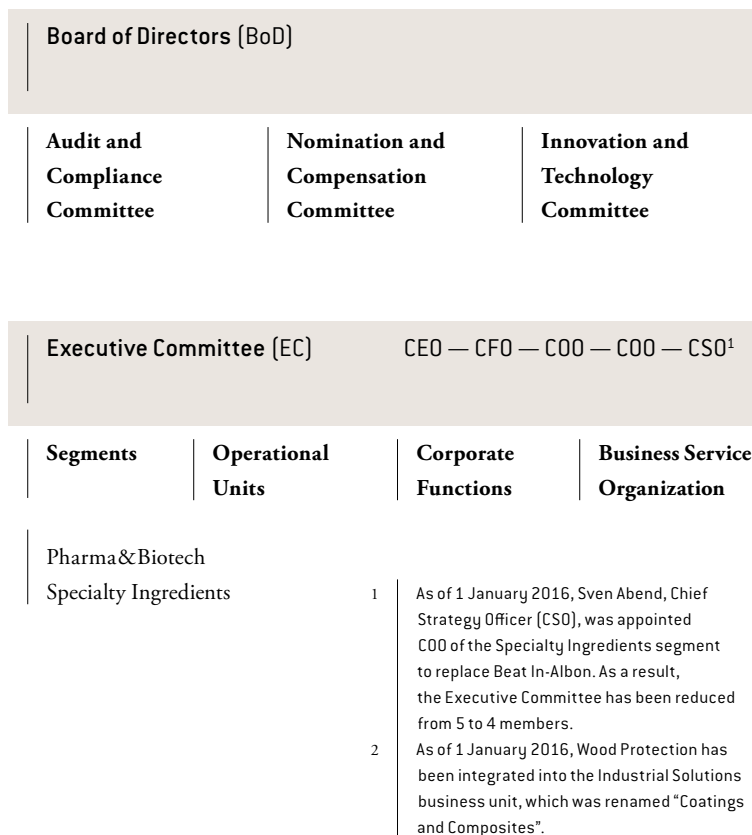 Board of Directors (BoD)
Audit and
Compliance
Committee
Nomination and
Compensation
Committee
Innovation and
Technology
Committee
Executive Committee (EC)
CEO — CFO — COO — COO — CSO¹
Segments
Operational
Units
Corporate
Functions
Business Service
Organization
Pharma&Biotech
Specialty Ingredients
1 As of 1 January 2016, Sven Abend, Chief
Strategy Officer (CSO), was appointed
COO of the Specialty Ingredients segment
to replace Beat In-Albon. As a result,
the Executive Committee has been reduced
from 5 to 4 members.
2 As of 1 January 2016, Wood Protection has
been integrated into the Industrial Solutions
business unit, which was renamed “Coatings
and Composites”.